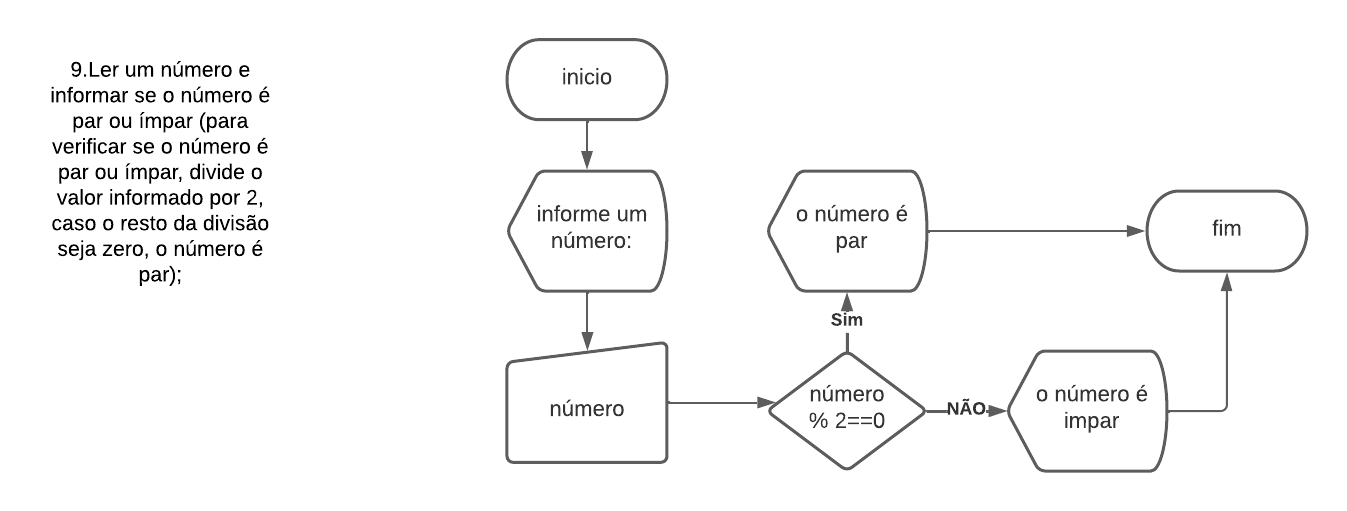 9.Ler um número e
informar se o número é
par ou ímpar (para
verificar se o número é
par ou ímpar, divide o
valor informado por 2,
caso o resto da divisão
seja zero, o número é
par);
inicio
informe um
número:
número
número
% 2==0
Sim
o número é
par
NÃO
o número é
impar
fim